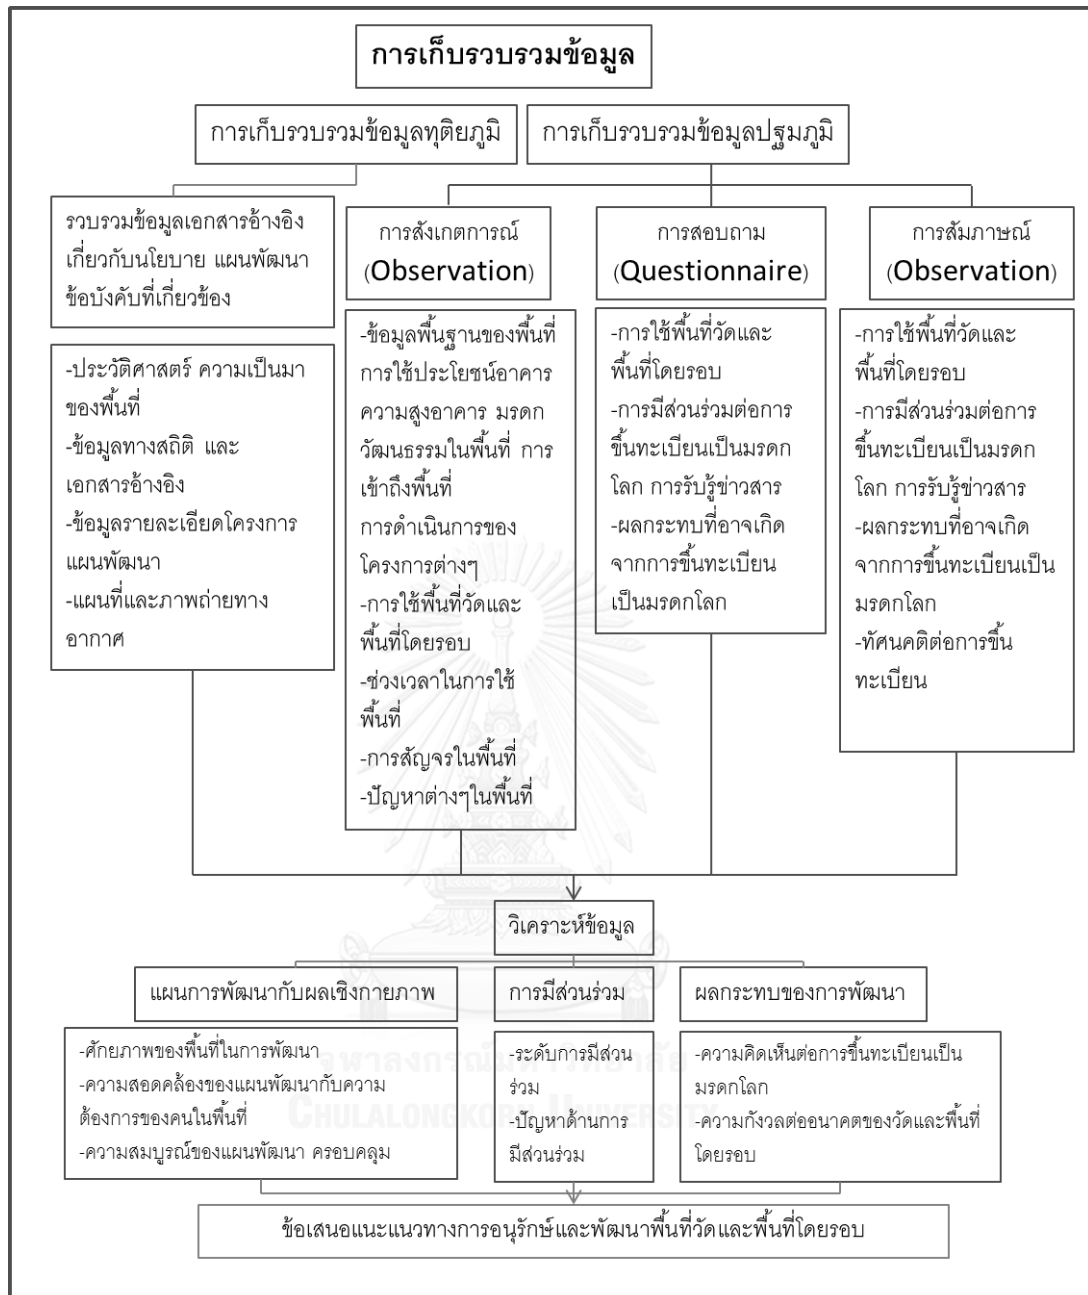 การเก็บรวบรวมข้อมูล
การเก็บรวบรวมข้อมูลทุติยภูมิ
การเก็บรวบรวมข้อมูลปฐมภูมิ
รวบรวมข้อมูลเอกสารอ้างอิง
เกี่ยวกับนโยบาย แผนพัฒนา
ข้อบังคับที่เกี่ยวข้อง
-ประวัติศาสตร์ ความเป็นมา
ของพื้นที่
-ข้อมูลทางสถิติ และ
เอกสารอ้างอิง
-ข้อมูลรายละเอียดโครงการ
แผนพัฒนา
-แผนที่และภาพถ่ายทาง
อากาศ
การสังเกตการณ์
(Observation)
-ข้อมูลพื้นฐานของพื้นที่
การใช้ประโยชน์อาคาร
ความสูงอาคาร มรดก
วัฒนธรรมในพื้นที่ การ
เข้าถึงพื้นที่
การดำเนินการของ
โครงการต่างๆ
-การใช้พื้นที่วัดและ
พื้นที่โดยรอบ
-ช่วงเวลาในการใช้
พื้นที่
-การสัญจรในพื้นที่
-ปัญหาต่างๆในพื้นที่
การสอบถาม
(Questionnaire)
-การใช้พื้นที่วัดและ
พื้นที่โดยรอบ
-การมีส่วนร่วมต่อการ
ขึ้นทะเบียนเป็นมรดก
โลก การรับรู้ข่าวสาร
-ผลกระทบที่อาจเกิด
จากการขึ้นทะเบียน
เป็นมรดกโลก
การสัมภาษณ์
(Observation)
-การใช้พื้นที่วัดและ
พื้นที่โดยรอบ
-การมีส่วนร่วมต่อการ
ขึ้นทะเบียนเป็นมรดก
โลก การรับรู้ข่าวสาร
-ผลกระทบที่อาจเกิด
จากการขึ้นทะเบียนเป็น
มรดกโลก
-ทัศนคติต่อการขึ้น
ทะเบียน
วิเคราะห์ข้อมูล
แผนการพัฒนากับผลเชิงกายภาพ
-ศักยภาพของพื้นที่ในการพัฒนา
-ความสอดคล้องของแผนพัฒนากับความ
ต้องการของคนในพื้นที่
-ความสมบูรณ์ของแผนพัฒนา ครอบคลุม
การมีส่วนร่วม
-ระดับการมีส่วน
ร่วม
-ปัญหาด้านการ
มีส่วนร่วม
ผลกระทบของการพัฒนา
-ความคิดเห็นต่อการขึ้นทะเบียนเป็น
มรดกโลก
-ความกังวลต่ออนาคตของวัดและพื้นที่
โดยรอบ
จุฬาลงกรณ์มหาวิทยาลัย
CHULALONGKORN UNIVERSITY
ข้อเสนอแนะแนวทางการอนุรักษ์และพัฒนาพื้นที่วัดและพื้นที่โดยรอบ